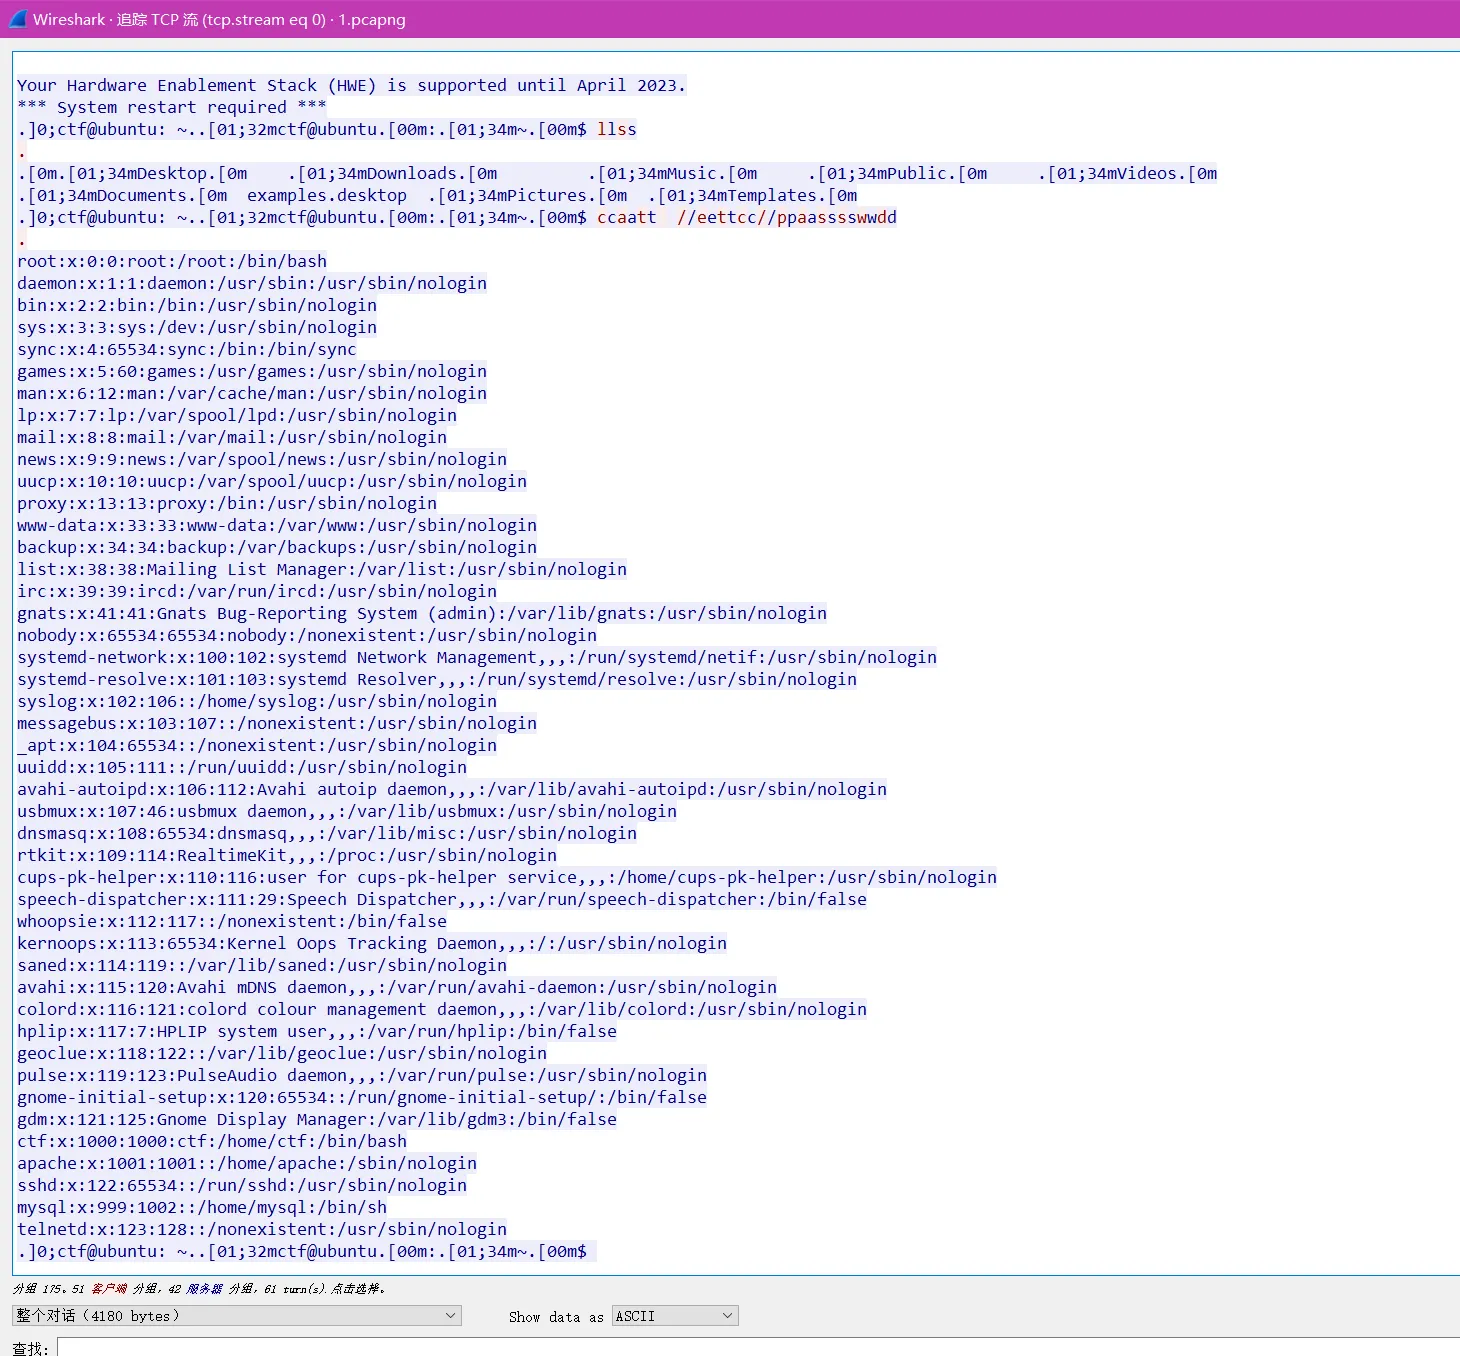 Wireshark · 追踪 TCP 流 (tcp.stream eq 0) · 1.pcapng
Your Hardware Enablement Stack (HWE) is supported until April 2023.
*** System restart required ***
.]0;ctf@ubuntu: ~..[01;32mctf@ubuntu.[00m:.[01;34m~.[00m$ llss
.
.[0m.[01;34mDesktop.[0m    .[01;34mDownloads.[0m         .[01;34mMusic.[0m     .[01;34mPublic.[0m     .[01;34mVideos.[0m
.[01;34mDocuments.[0m  examples.desktop  .[01;34mPictures.[0m  .[01;34mTemplates.[0m
.]0;ctf@ubuntu: ~..[01;32mctf@ubuntu.[00m:.[01;34m~.[00m$ ccaatt  //eettcc//ppaasssswwdd
.
root:x:0:0:root:/root:/bin/bash
daemon:x:1:1:daemon:/usr/sbin:/usr/sbin/nologin
bin:x:2:2:bin:/bin:/usr/sbin/nologin
sys:x:3:3:sys:/dev:/usr/sbin/nologin
sync:x:4:65534:sync:/bin:/bin/sync
games:x:5:60:games:/usr/games:/usr/sbin/nologin
man:x:6:12:man:/var/cache/man:/usr/sbin/nologin
lp:x:7:7:lp:/var/spool/lpd:/usr/sbin/nologin
mail:x:8:8:mail:/var/mail:/usr/sbin/nologin
news:x:9:9:news:/var/spool/news:/usr/sbin/nologin
uucp:x:10:10:uucp:/var/spool/uucp:/usr/sbin/nologin
proxy:x:13:13:proxy:/bin:/usr/sbin/nologin
www-data:x:33:33:www-data:/var/www:/usr/sbin/nologin
backup:x:34:34:backup:/var/backups:/usr/sbin/nologin
list:x:38:38:Mailing List Manager:/var/list:/usr/sbin/nologin
irc:x:39:39:ircd:/var/run/ircd:/usr/sbin/nologin
gnats:x:41:41:Gnats Bug-Reporting System (admin):/var/lib/gnats:/usr/sbin/nologin
nobody:x:65534:65534:nobody:/nonexistent:/usr/sbin/nologin
systemd-network:x:100:102:systemd Network Management,,,:/run/systemd/netif:/usr/sbin/nologin
systemd-resolve:x:101:103:systemd Resolver,,,:/run/systemd/resolve:/usr/sbin/nologin
syslog:x:102:106::/home/syslog:/usr/sbin/nologin
messagebus:x:103:107::/nonexistent:/usr/sbin/nologin
_apt:x:104:65534::/nonexistent:/usr/sbin/nologin
uuidd:x:105:111::/run/uuidd:/usr/sbin/nologin
avahi-autoipd:x:106:112:Avahi autoip daemon,,,:/var/lib/avahi-autoipd:/usr/sbin/nologin
usbmux:x:107:46:usbmux daemon,,,:/var/lib/usbmux:/usr/sbin/nologin
dnsmasq:x:108:65534:dnsmasq,,,:/var/lib/misc:/usr/sbin/nologin
rtkit:x:109:114:RealtimeKit,,,:/proc:/usr/sbin/nologin
cups-pk-helper:x:110:116:user for cups-pk-helper service,,,:/home/cups-pk-helper:/usr/sbin/nologin
speech-dispatcher:x:111:29:Speech Dispatcher,,,:/var/run/speech-dispatcher:/bin/false
whoopsie:x:112:117::/nonexistent:/bin/false
kernoops:x:113:65534:Kernel Oops Tracking Daemon,,,:/:/usr/sbin/nologin
saned:x:114:119::/var/lib/saned:/usr/sbin/nologin
avahi:x:115:120:Avahi mDNS daemon,,,:/var/run/avahi-daemon:/usr/sbin/nologin
colord:x:116:121:colord colour management daemon,,,:/var/lib/colord:/usr/sbin/nologin
hplip:x:117:7:HPLIP system user,,,:/var/run/hplip:/bin/false
geoclue:x:118:122::/var/lib/geoclue:/usr/sbin/nologin
pulse:x:119:123:PulseAudio daemon,,,:/var/run/pulse:/usr/sbin/nologin
gnome-initial-setup:x:120:65534::/run/gnome-initial-setup/:/bin/false
gdm:x:121:125:Gnome Display Manager:/var/lib/gdm3:/bin/false
ctf:x:1000:1000:ctf:/home/ctf:/bin/bash
apache:x:1001:1001::/home/apache:/sbin/nologin
sshd:x:122:65534::/run/sshd:/usr/sbin/nologin
mysql:x:999:1002::/home/mysql:/bin/sh
telnetd:x:123:128::/nonexistent:/usr/sbin/nologin
.]0;ctf@ubuntu: ~..[01;32mctf@ubuntu.[00m:.[01;34m~.[00m$
分组 175。51 客户端 分组，42 服务器 分组，61 turn(s).点击选择。
整个对话（4180 bytes）  Show data as ASCII
查找: